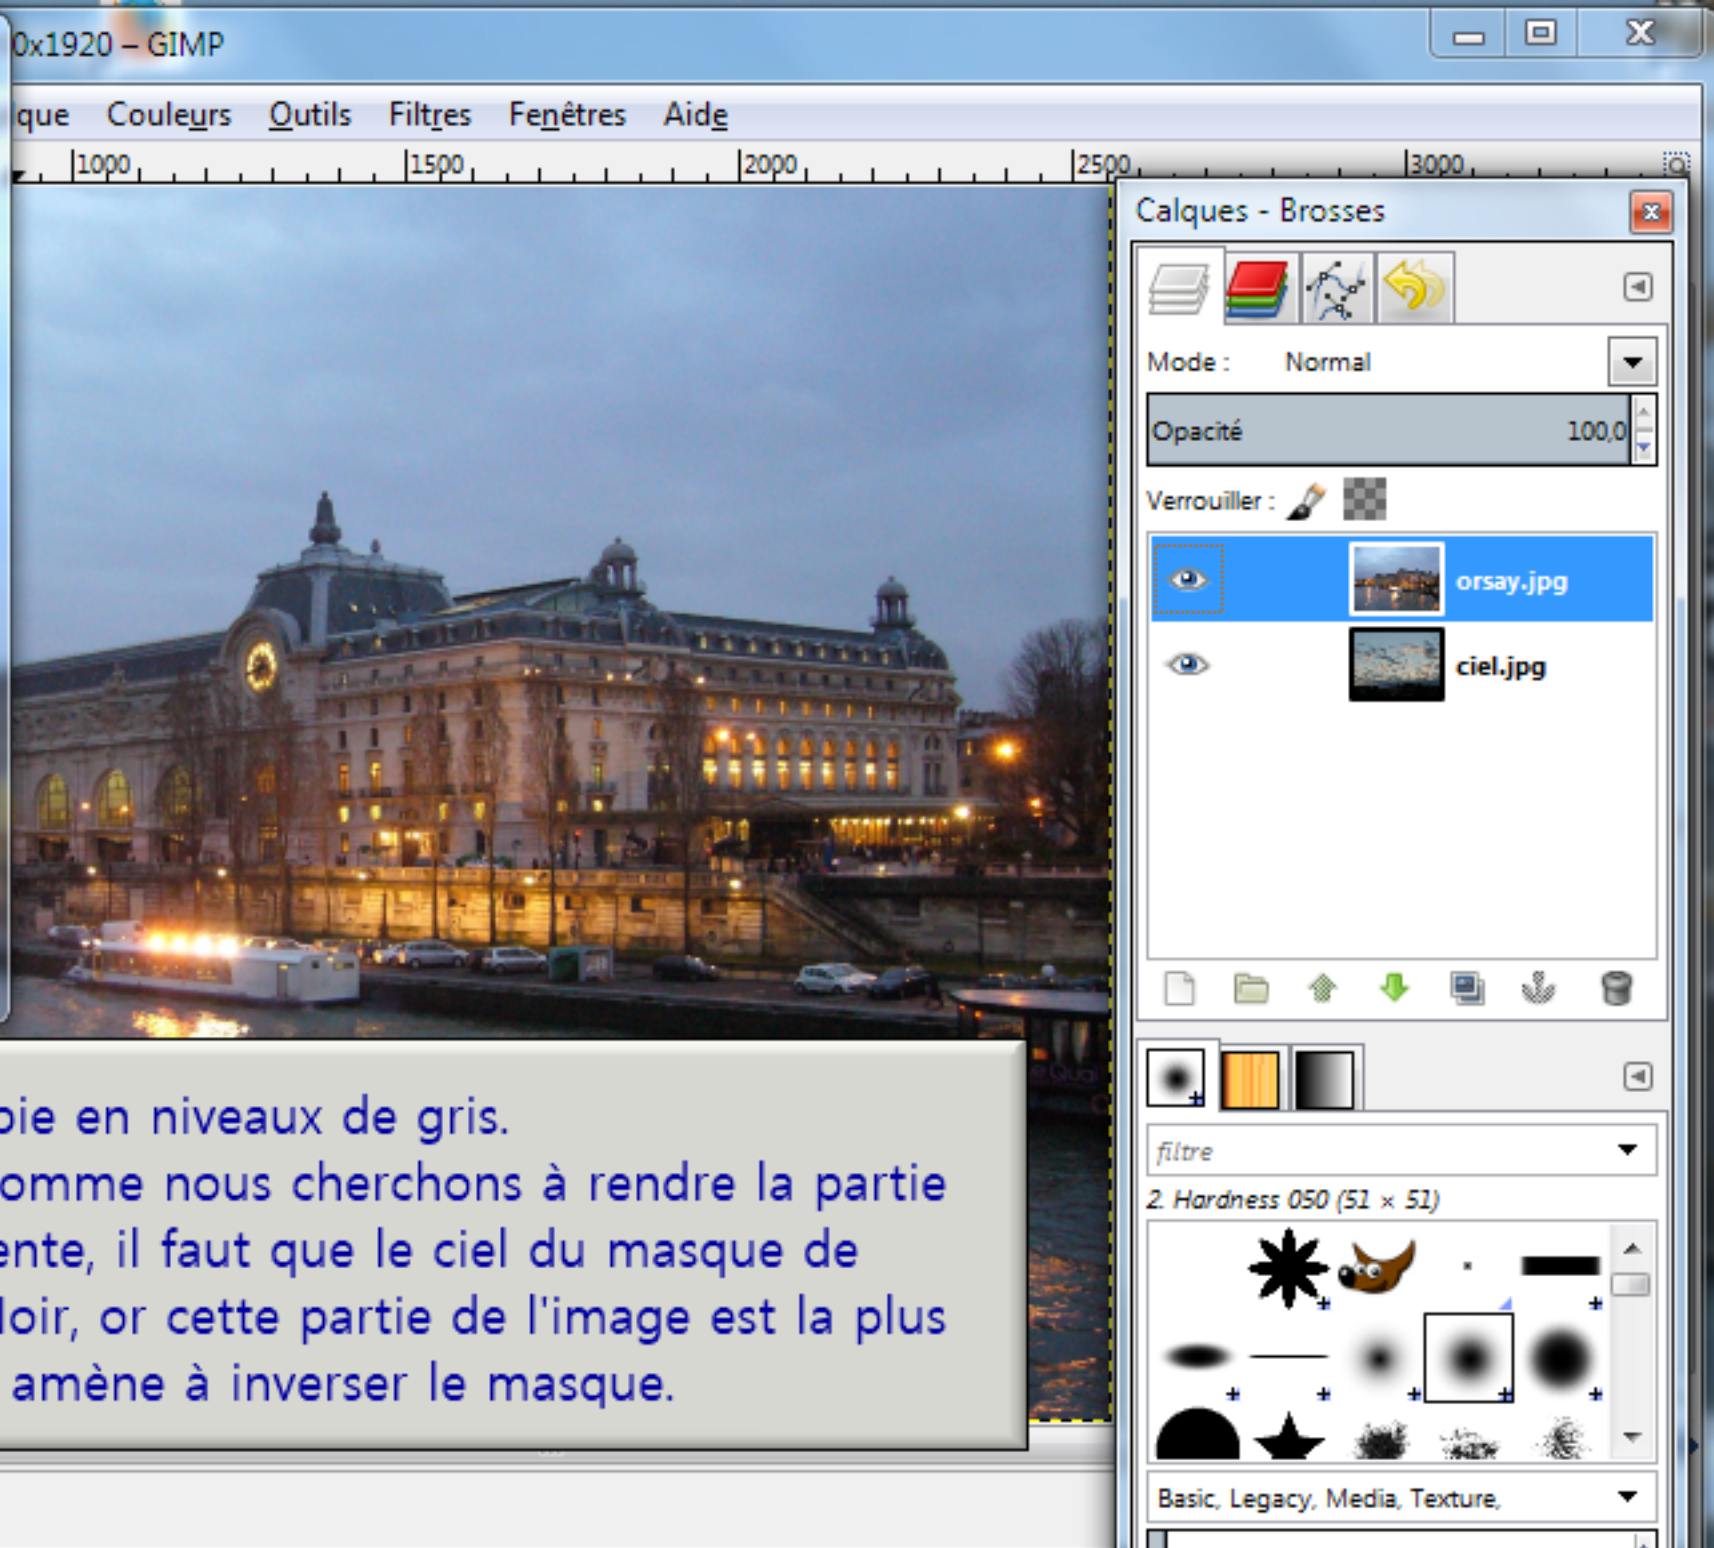 0x1920 – GIMP
que Couleurs Outils Filtres Fenêtres Aide
1000 1500 2000 2500 3000
Calques - Brosses
Mode : Normal
Opacité 100,0
Verrouiller :
orsay.jpg
ciel.jpg
filtre
2. Hardness 050 (51 × 51)
Basic, Legacy, Media, Texture,
pie en niveaux de gris.
omme nous cherchons à rendre la partie
ente, il faut que le ciel du masque de
loir, or cette partie de l'image est la plus
amène à inverser le masque.